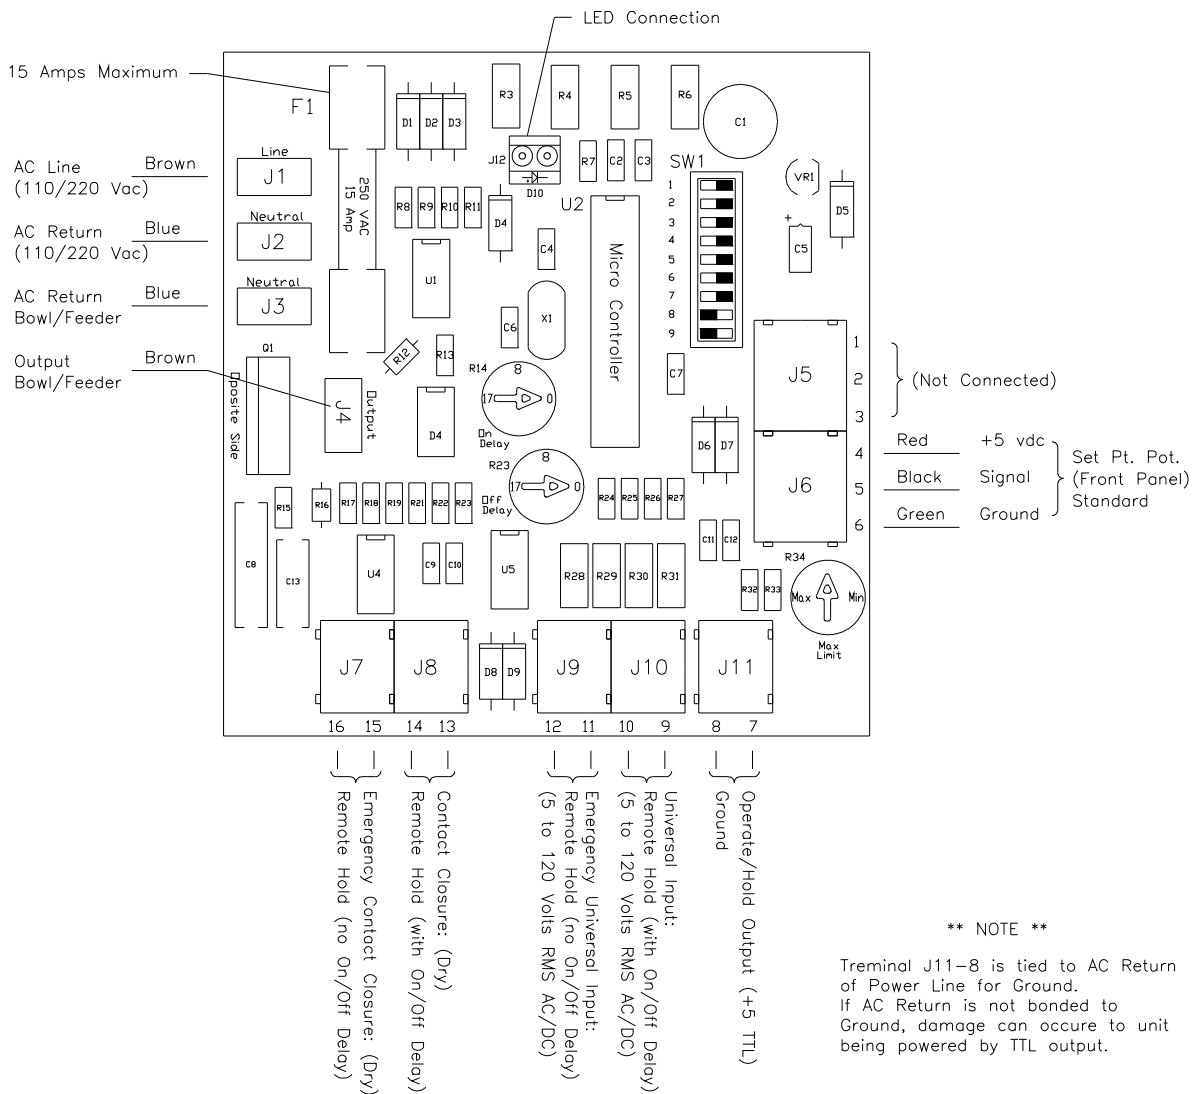 LED Connection
15 Amps Maximum
F1
D1
D2
D3
R3
R4
R5
R6
C1
J12
D10
R7
C2
C3
SW1
VR1
D5
+
C5
AC Line
(110/220 Vac)
Brown
Line
J1
AC Return
(110/220 Vac)
Blue
Neutral
J2
AC Return
Bowl/Feeder
Blue
Neutral
J3
Output
Bowl/Feeder
Brown
250 VAC
15 Amp
R8
R9
R10
R11
D4
U2
Micro Controller
1
2
3
4
5
6
7
8
9
U1
C4
C6
X1
R12
R13
R14
8
17
0
On
Delay
C7
Q1
Oposite Side
J4
Output
D4
R23
8
17
0
Off
Delay
D6
D7
J5
1
2
3
(Not Connected)
J6
4
5
6
Red
+5 vdc
Black
Signal
Green
Ground
Set Pt. Pot.
(Front Panel)
Standard
R15
R16
R17
R18
R19
R21
R22
R23
R24
R25
R26
R27
C8
C13
U4
C9
C10
U5
R28
R29
R30
R31
C11
C12
R32
R33
R34
Max
Min
Max
Limit
J7
J8
D8
D9
J9
J10
J11
16
15
14
13
12
11
10
9
8
7
Emergency Contact Closure: (Dry)
Remote Hold (no On/Off Delay)
Contact Closure: (Dry)
Remote Hold (with On/Off Delay)
Emergency Universal Input:
Remote Hold (no On/Off Delay)
(5 to 120 Volts RMS AC/DC)
Universal Input:
Remote Hold (with On/Off Delay)
(5 to 120 Volts RMS AC/DC)
Operate/Hold Output (+5 TTL)
Ground
** NOTE **
Treminal J11-8 is tied to AC Return
of Power Line for Ground.
If AC Return is not bonded to
Ground, damage can occure to unit
being powered by TTL output.